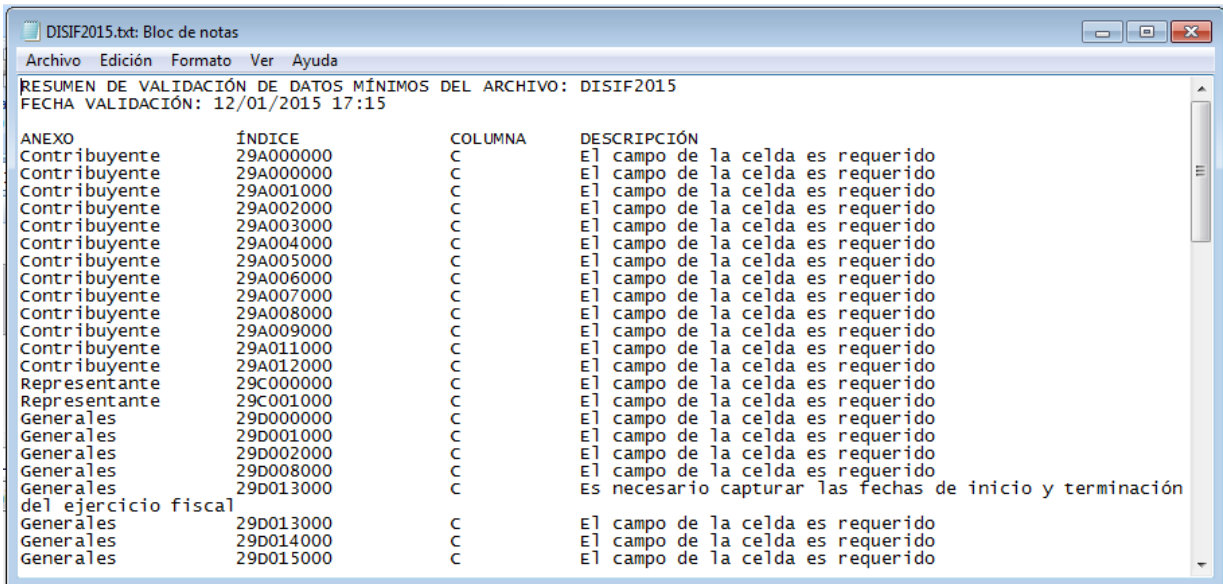 DISIF2015.txt: Bloc de notas
Archivo Edición Formato Ver Ayuda
RESUMEN DE VALIDACIÓN DE DATOS MÍNIMOS DEL ARCHIVO: DISIF2015
FECHA VALIDACIÓN: 12/01/2015 17:15
ANEXO ÍNDICE COLUMNA DESCRIPCIÓN
Contribuyente 29A000000 C El campo de la celda es requerido
Contribuyente 29A000000 C El campo de la celda es requerido
Contribuyente 29A001000 C El campo de la celda es requerido
Contribuyente 29A002000 C El campo de la celda es requerido
Contribuyente 29A003000 C El campo de la celda es requerido
Contribuyente 29A004000 C El campo de la celda es requerido
Contribuyente 29A005000 C El campo de la celda es requerido
Contribuyente 29A006000 C El campo de la celda es requerido
Contribuyente 29A007000 C El campo de la celda es requerido
Contribuyente 29A008000 C El campo de la celda es requerido
Contribuyente 29A009000 C El campo de la celda es requerido
Contribuyente 29A011000 C El campo de la celda es requerido
Contribuyente 29A012000 C El campo de la celda es requerido
Representante 29C000000 C El campo de la celda es requerido
Representante 29C001000 C El campo de la celda es requerido
Generales 29D000000 C El campo de la celda es requerido
Generales 29D001000 C El campo de la celda es requerido
Generales 29D002000 C El campo de la celda es requerido
Generales 29D008000 C El campo de la celda es requerido
Generales 29D013000 C Es necesario capturar las fechas de inicio y terminación
del ejercicio fiscal
Generales 29D013000 C El campo de la celda es requerido
Generales 29D014000 C El campo de la celda es requerido
Generales 29D015000 C El campo de la celda es requerido